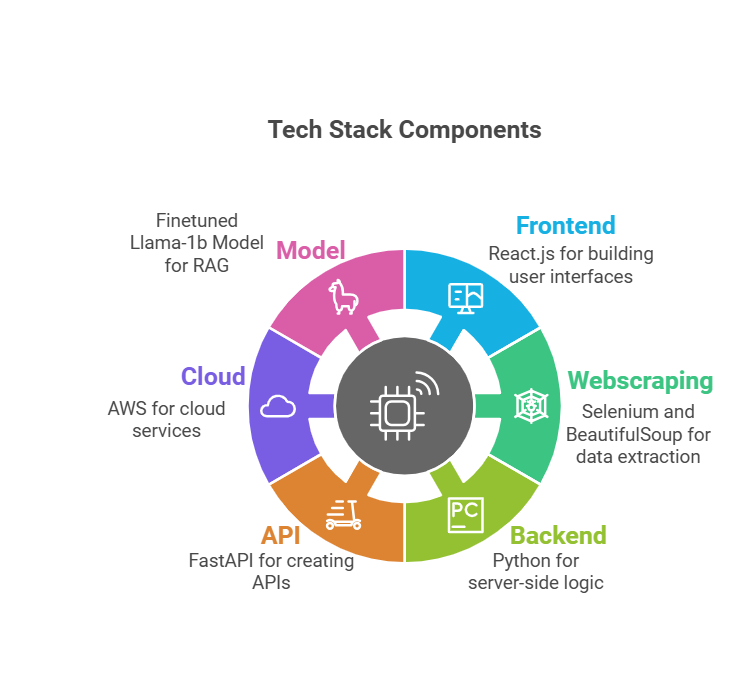 Tech Stack Components
Finetuned
Llama-1b Model
for RAG
Model
Frontend
React.js for building
user interfaces
Cloud
AWS for cloud
services
Webscraping
Selenium and
BeautifulSoup for
data extraction
API
FastAPI for creating
APIs
PC
Backend
Python for
server-side logic